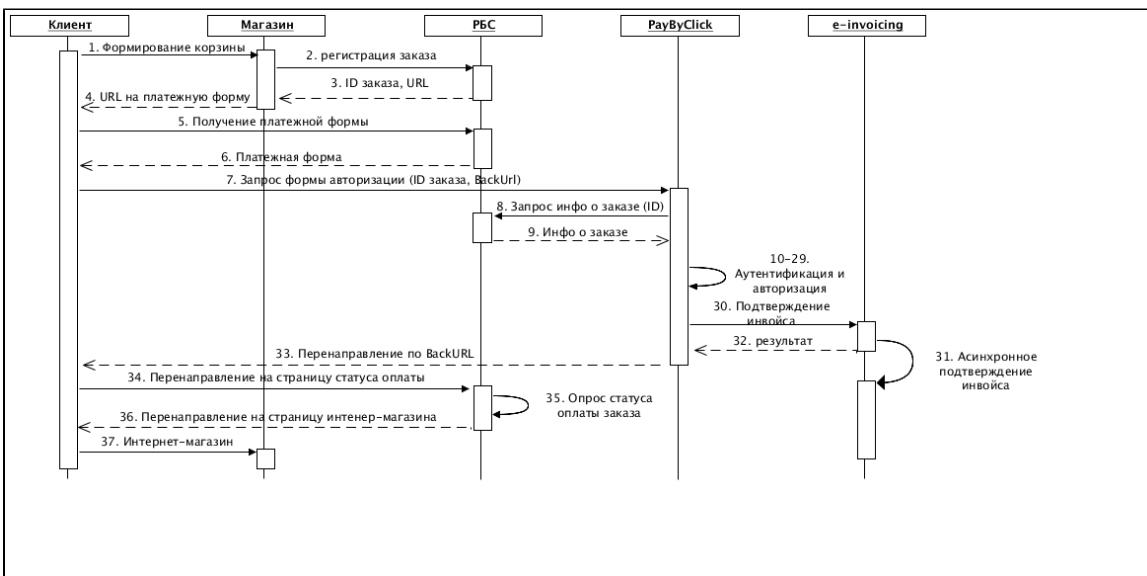 Клиент
Магазин
РБС
PayByClick
e-invoicing
1. Формирование корзины
2. регистрация заказа
3. ID заказа, URL
4. URL на платежную форму
5. Получение платежной формы
6. Платежная форма
7. Запрос формы авторизации (ID заказа, BackUrl)
8. Запрос инфо о заказе (ID)
9. Инфо о заказе
10-29.
Аутентификация и
авторизация
30. Подтверждение
инвойса
32. результат
31. Асинхронное
подтверждение
инвойса
33. Перенаправление по BackURL
34. Перенаправление на страницу статуса оплаты
35. Опрос статуса
оплаты заказа
36. Перенаправление на страницу интенер-магазина
37. Интернет-магазин